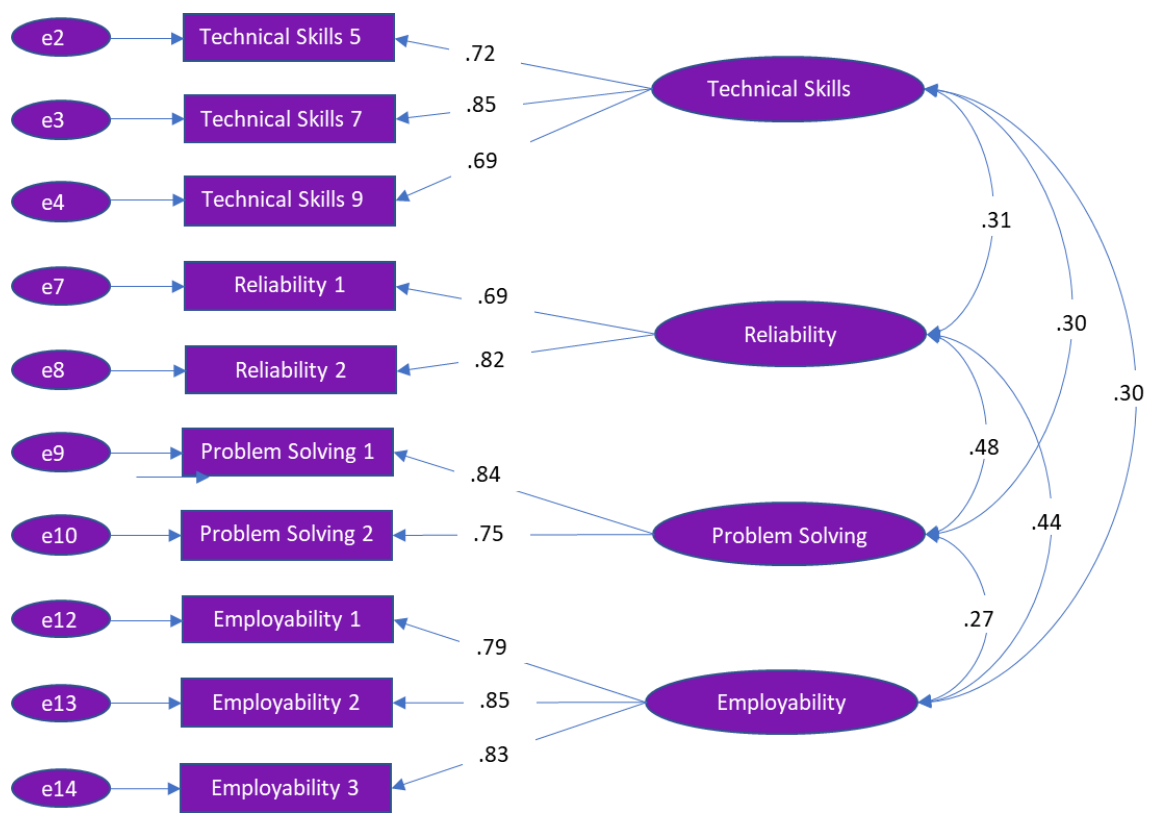 e2
Technical Skills 5
.72
Technical Skills
e3
Technical Skills 7
.85
e4
Technical Skills 9
.69
.31
e7
Reliability 1
.69
Reliability
.30
e8
Reliability 2
.82
.30
e9
Problem Solving 1
.84
.48
e10
Problem Solving 2
.75
Problem Solving
.44
e12
Employability 1
.79
.27
e13
Employability 2
.85
Employability
e14
Employability 3
.83